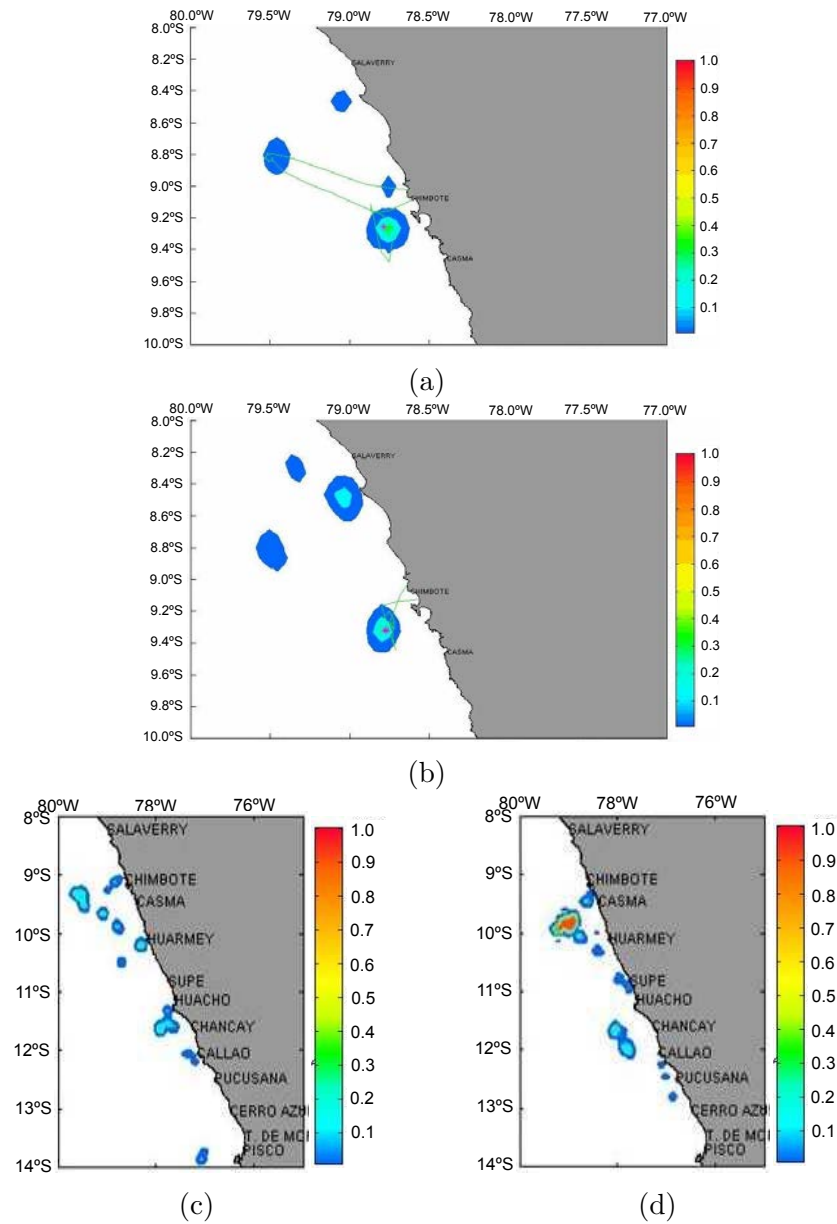 80.0ºW 79.5ºW 79.0ºW 78.5ºW 78.0ºW 77.5ºW 77.0ºW
8.0ºS
8.2ºS
8.4ºS
8.6ºS
8.8ºS
9.0ºS
9.2ºS
9.4ºS
9.6ºS
9.8ºS
10.0ºS
SALAVERRY
CHIMBOTE
CASMA
1.0
0.9
0.8
0.7
0.6
0.5
0.4
0.3
0.2
0.1
(a)
80.0ºW 79.5ºW 79.0ºW 78.5ºW 78.0ºW 77.5ºW 77.0ºW
8.0ºS
8.2ºS
8.4ºS
8.6ºS
8.8ºS
9.0ºS
9.2ºS
9.4ºS
9.6ºS
9.8ºS
10.0ºS
SALAVERRY
CHIMBOTE
CASMA
1.0
0.9
0.8
0.7
0.6
0.5
0.4
0.3
0.2
0.1
(b)
80ºW 78ºW 76ºW
8ºS
9ºS
10ºS
11ºS
12ºS
13ºS
14ºS
SALAVERRY
CHIMBOTE
CASMA
HUARMEY
SUPE
HUACHO
CHANCAY
CALLAO
PUCUSANA
CERRO AZU
T. DE MO
PISCO
1.0
0.9
0.8
0.7
0.6
0.5
0.4
0.3
0.2
0.1
(c)
80ºW 78ºW 76ºW
8ºS
9ºS
10ºS
11ºS
12ºS
13ºS
14ºS
SALAVERRY
CHIMBOTE
CASMA
HUARMEY
SUPE
HUACHO
CHANCAY
CALLAO
PUCUSANA
CERRO AZU
T. DE MO
PISCO
1.0
0.9
0.8
0.7
0.6
0.5
0.4
0.3
0.2
0.1
(d)